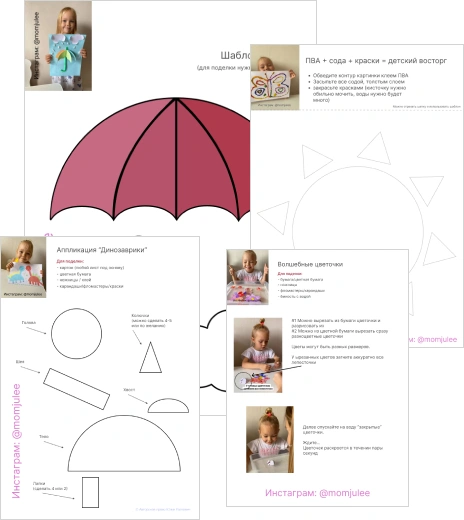 Инстаграм: @momjulee
Шабло
(для поделки нуж
ПВА + сода + краски = детский восторг
• Обведите контур картинки клеем ПВА
• Засыпьте все содой, толстым слоем
• закрасьте красками (кисточку нужно
обильно мочить, воды нужно будет
много)
ам: @momjulee
Аппликация "Динозаврики"
Для поделки:
- картон (любой лист под основу)
- цветная бумага
- ножницы / клей
- карандаши/фломастеры/краски
Инстаграм: @momjulee
Голова
Колючки
(можно сделать 4-5
или по желанию)
Шея
Хвост
Тело
Лапки
(сделать 4 или 2)
Инстаграм: @momjulee
Волшебные цветочки
Для поделки:
- бумага/цветная бумага
- ножницы
- фломастеры/карандаши
- ёмкость с водой
#1 Можно вырезать из бумаги цветочки и
разрисовать их
#2 Можно из цветной бумаги вырезать сразу
разноцветные цветочки
Цветы могут быть разных размеров.
У вырезанных цветов загните аккуратно все
лепесточки
Далее опускайте на воду "закрытые"
цветочки.
Ждите...
Цветочки раскроются в течении пары
секунд
Инстаграм: @momjulee